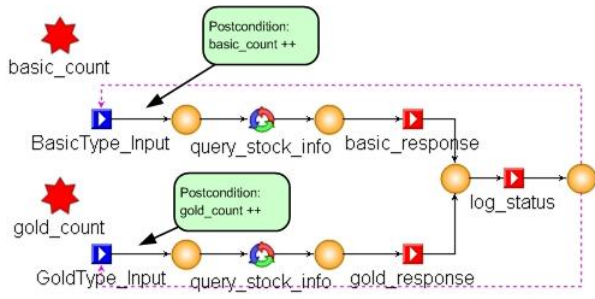 Postcondition:
basic_count ++
basic_count
BasicType_Input
query_stock_info
basic_response
Postcondition:
gold_count ++
gold_count
log_status
GoldType_Input
query_stock_info
gold_response